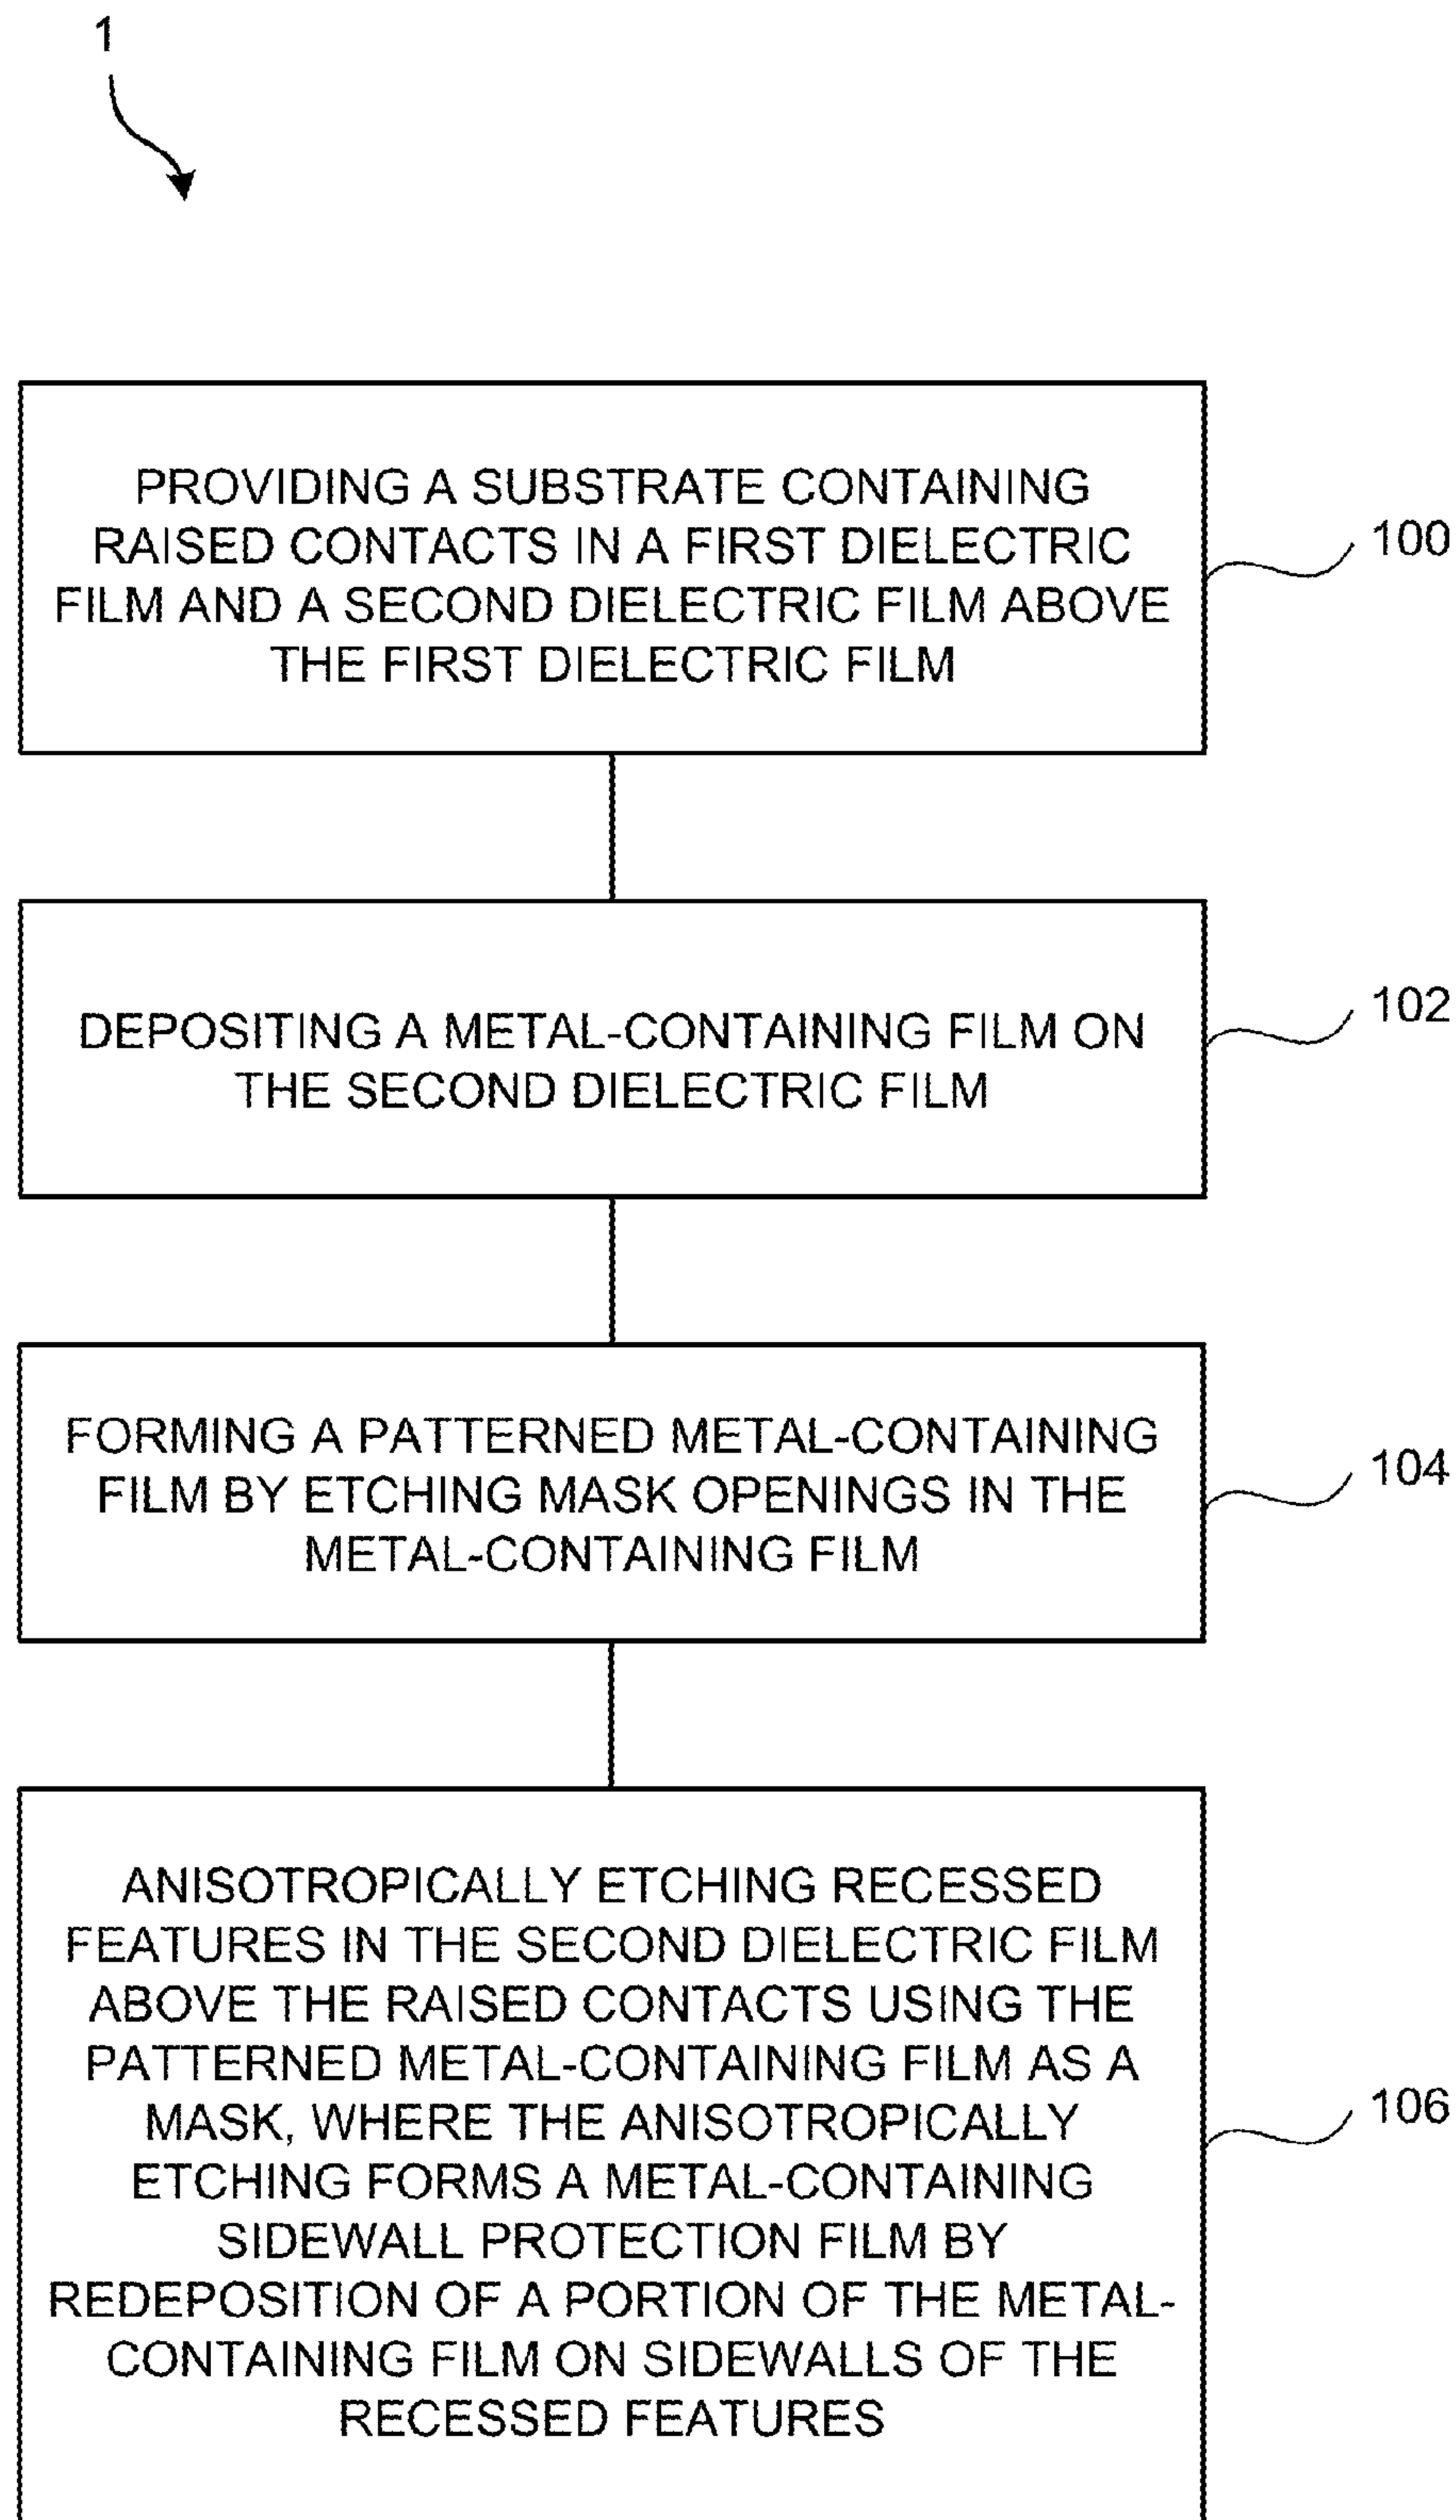 1
PROVIDING A SUBSTRATE CONTAINING
RAISED CONTACTS IN A FIRST DIELECTRIC
FILM AND A SECOND DIELECTRIC FILM ABOVE
THE FIRST DIELECTRIC FILM
100
DEPOSITING A METAL-CONTAINING FILM ON
THE SECOND DIELECTRIC FILM
102
FORMING A PATTERNED METAL-CONTAINING
FILM BY ETCHING MASK OPENINGS IN THE
METAL-CONTAINING FILM
104
ANISOTROPICALLY ETCHING RECESSED
FEATURES IN THE SECOND DIELECTRIC FILM
ABOVE THE RAISED CONTACTS USING THE
PATTERNED METAL-CONTAINING FILM AS A
MASK, WHERE THE ANISOTROPICALLY
ETCHING FORMS A METAL-CONTAINING
SIDEWALL PROTECTION FILM BY
REDEPOSITION OF A PORTION OF THE METAL-
CONTAINING FILM ON SIDEWALLS OF THE
RECESSED FEATURES
106